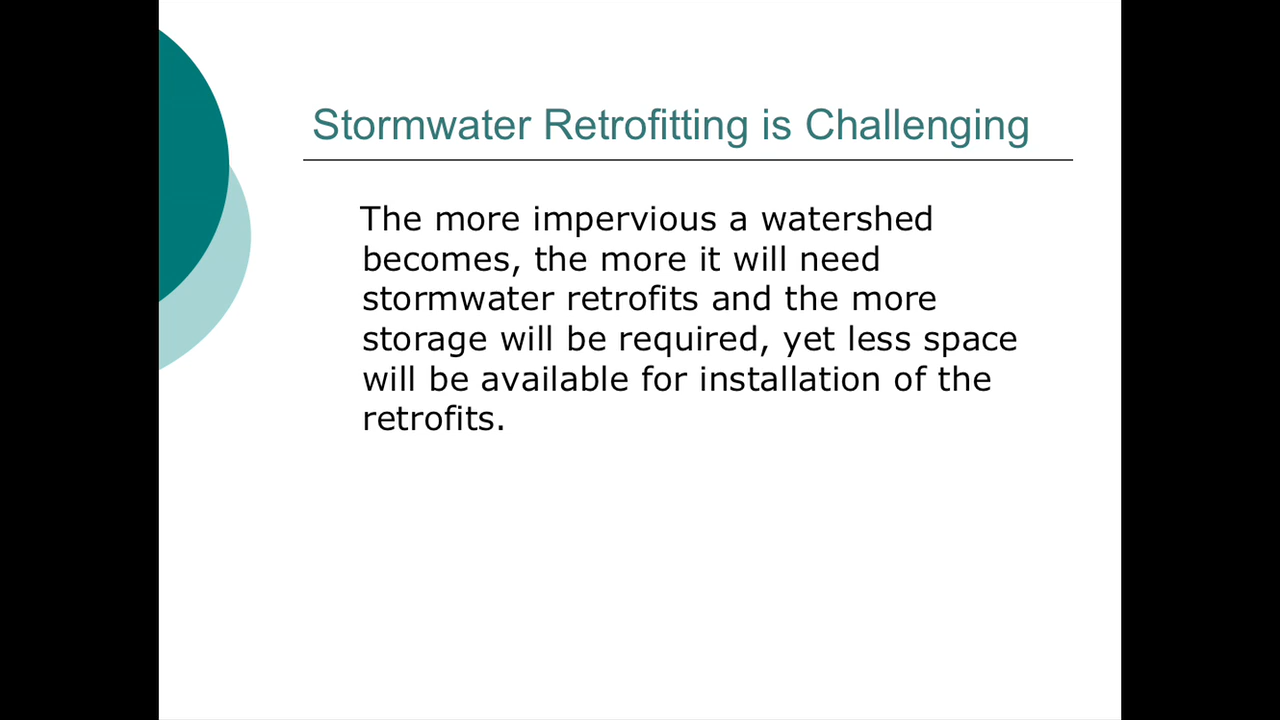 Stormwater Retrofitting is Challenging
The more impervious a watershed
becomes, the more it will need
stormwater retrofits and the more
storage will be required, yet less space
will be available for installation of the
retrofits.